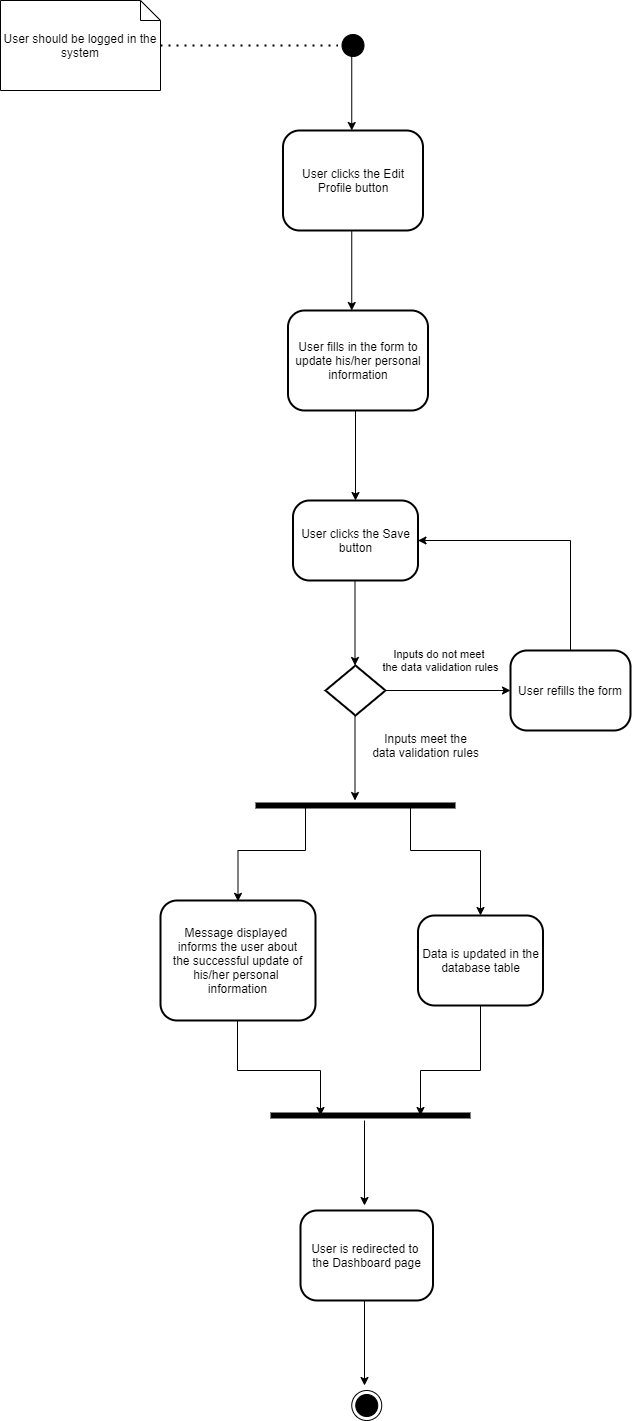 User should be logged in the
system
User clicks the Edit
Profile button
User fills in the form to
update his/her personal
information
User clicks the Save
button
Inputs do not meet
the data validation rules
User refills the form
Inputs meet the
data validation rules
Message displayed
informs the user about
the successful update of
his/her personal
information
Data is updated in the
database table
User is redirected to
the Dashboard page